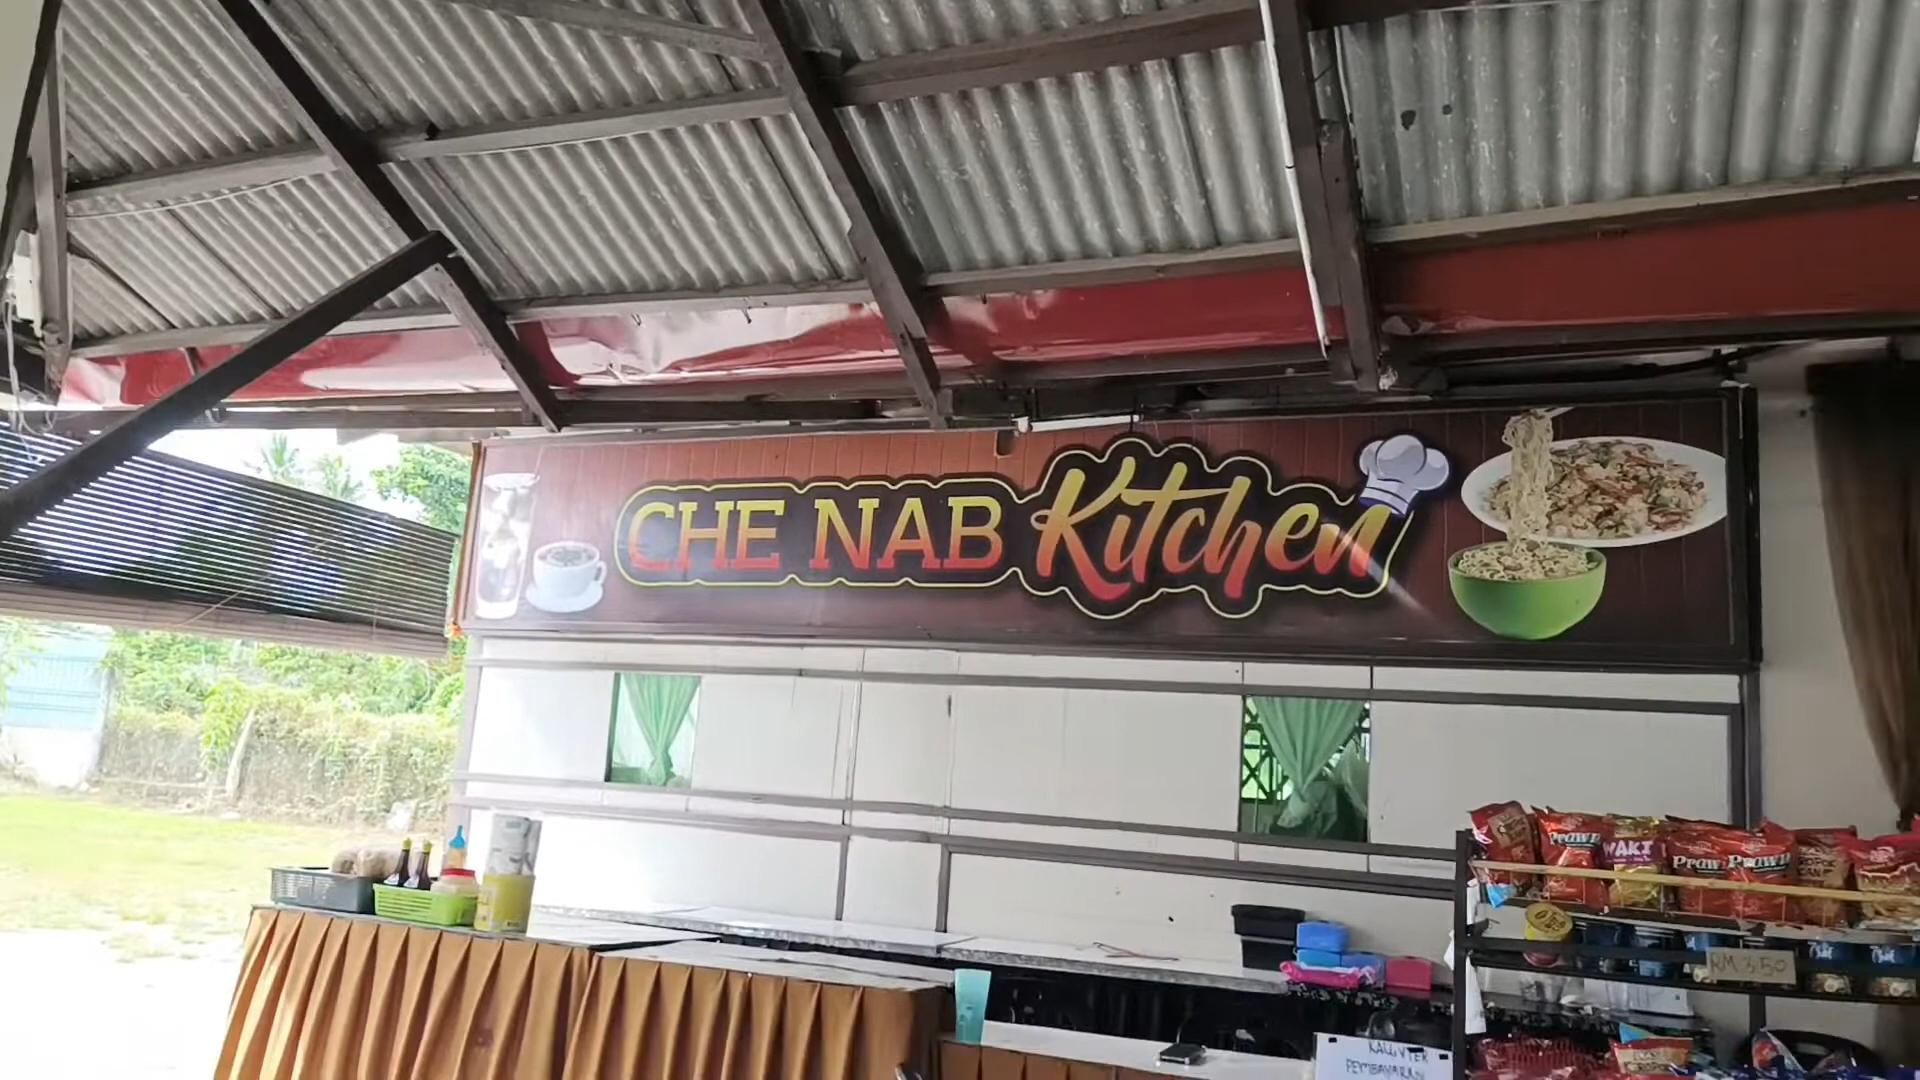 CHE NAB Kitchen
Prawn
WAKI
Prawn
Prawn
RM 3.50
KAUNTER
PEMBAYARAN